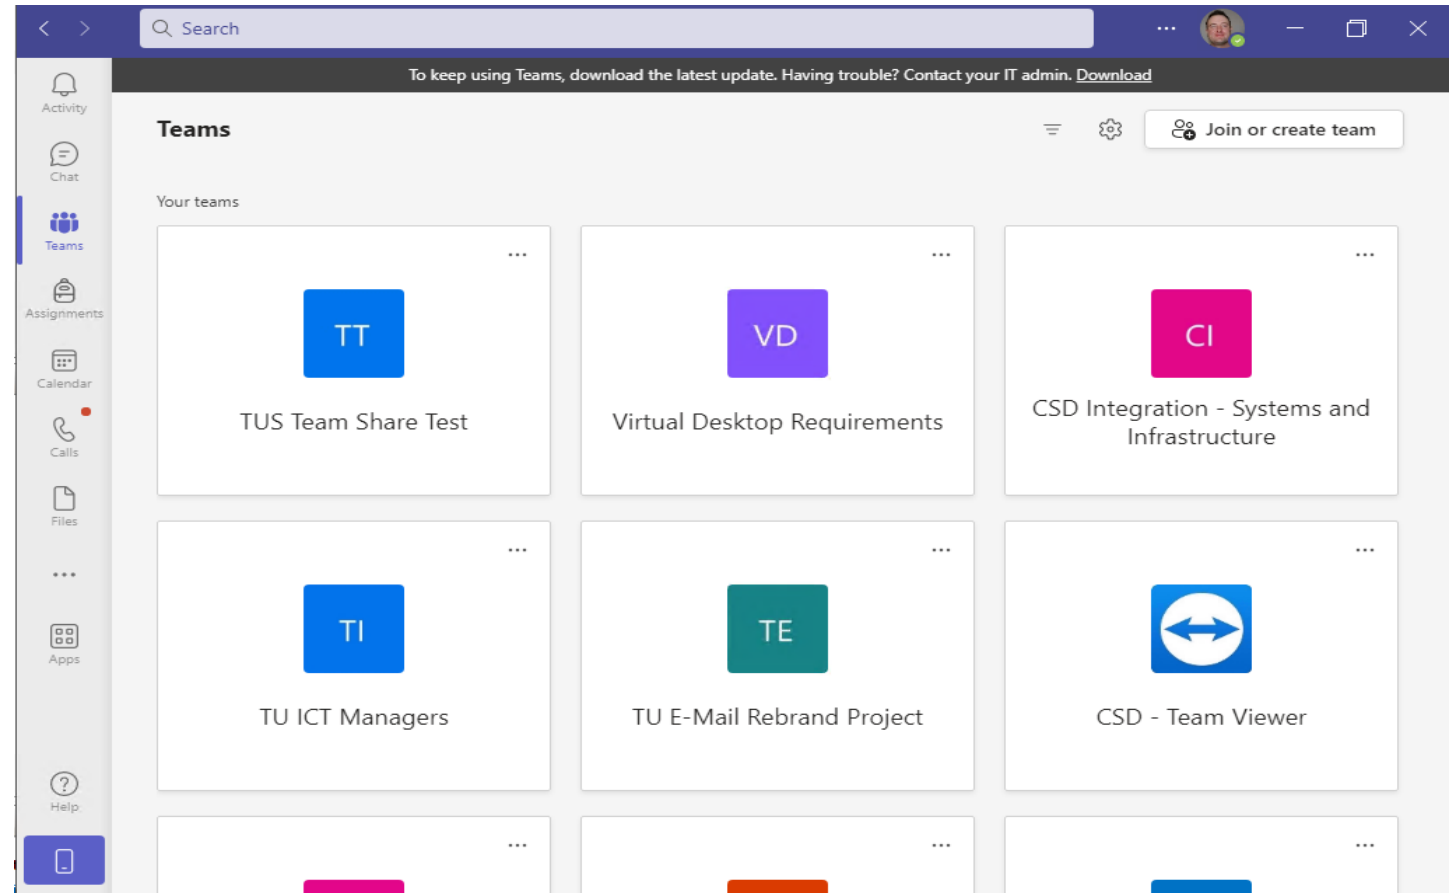 Search
To keep using Teams, download the latest update. Having trouble? Contact your IT admin. Download
Activity
Chat
Teams
Assignments
Calendar
Calls
Files
Apps
Help
Teams
Join or create team
Your teams
TT
TUS Team Share Test
VD
Virtual Desktop Requirements
CI
CSD Integration - Systems and
Infrastructure
TI
TU ICT Managers
TE
TU E-Mail Rebrand Project
CSD - Team Viewer